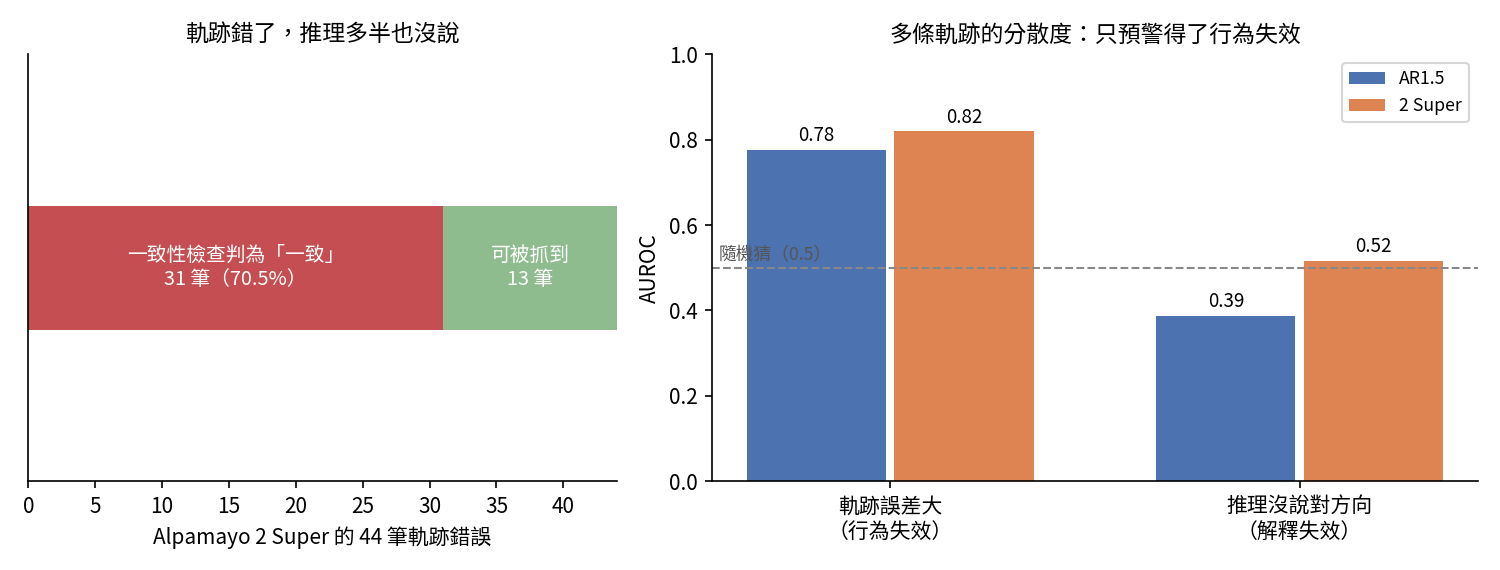 軌跡錯了，推理多半也沒說
一致性檢查判為「一致」
31 筆（70.5%）
可被抓到
13 筆
0 5 10 15 20 25 30 35 40
Alpamayo 2 Super 的 44 筆軌跡錯誤
多條軌跡的分散度：只預警得了行為失效
AR1.5
2 Super
AUROC
1.0
0.8
0.6
0.4
0.2
0.0
隨機猜（0.5）
0.78
0.82
0.39
0.52
軌跡誤差大
（行為失效）
推理沒說對方向
（解釋失效）